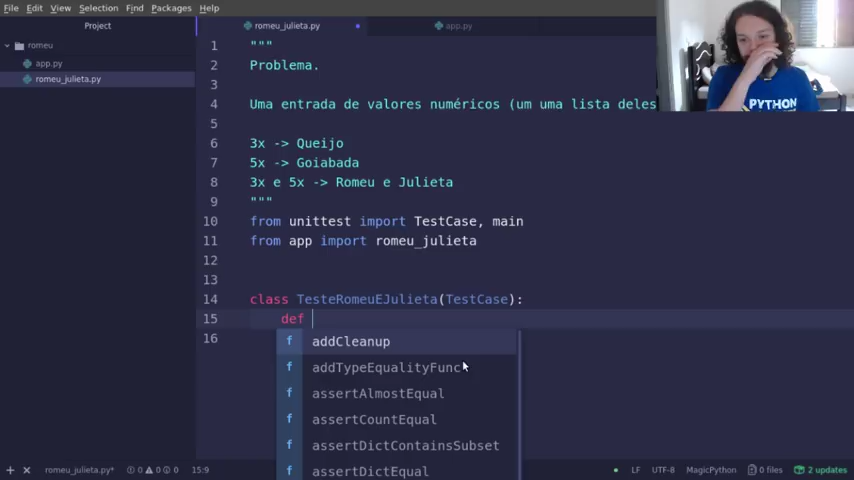 File Edit View Selection Find Packages Help
Project
romeu_julieta.py
app.py
romeu
app.py
romeu_julieta.py
1 """
2 Problema.
3
4 Uma entrada de valores numéricos (um uma lista deles
5
6 3x -> Queijo
7 5x -> Goiabada
8 3x e 5x -> Romeu e Julieta
9 """
10 from unittest import TestCase, main
11 from app import romeu_julieta
12
13
14 class TesteRomeuEJulieta(TestCase):
15 def
16
addCleanup
addTypeEqualityFunc
assertAlmostEqual
assertCountEqual
assertDictContainsSubset
assertDictEqual
PYTHON
romeu_julieta.py* 0 0 0 15:9 LF UTF-8 MagicPython 0 files 2 updates